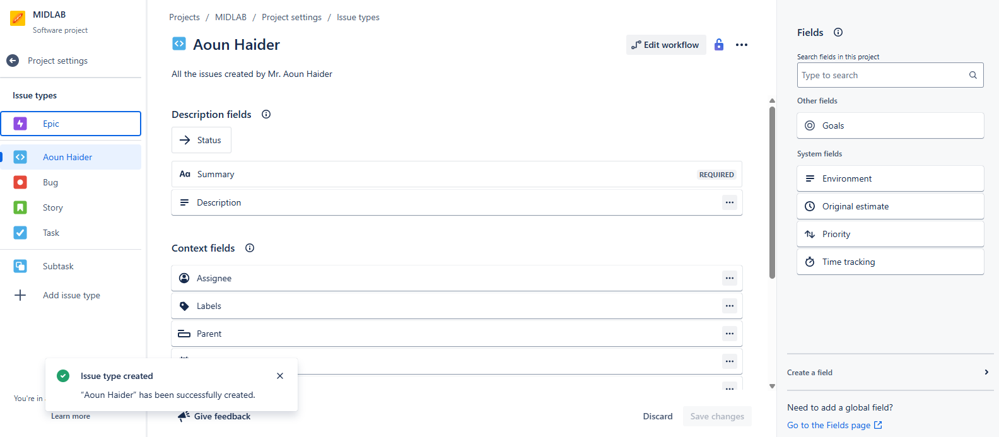 MIDLAB
Software project
Project settings
Issue types
Epic
Aoun Haider
Bug
Story
Task
Subtask
Add issue type
You're in
Learn more
Projects / MIDLAB / Project settings / Issue types
Aoun Haider
Edit workflow
All the issues created by Mr. Aoun Haider
Description fields
Status
Aa Summary REQUIRED
Description
Context fields
Assignee
Labels
Parent
Issue type created
“Aoun Haider” has been successfully created.
Give feedback
Discard Save changes
Fields
Search fields in this project
Type to search
Other fields
Goals
System fields
Environment
Original estimate
Priority
Time tracking
Create a field
Need to add a global field?
Go to the Fields page